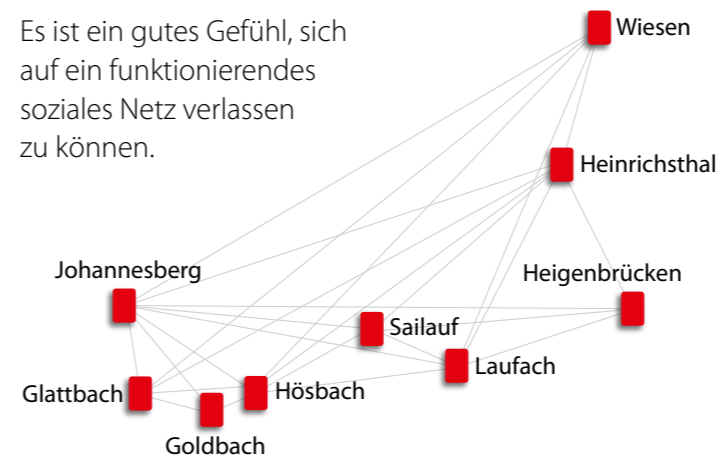 Es ist ein gutes Gefühl, sich
auf ein funktionierendes
soziales Netz verlassen
zu können.
Wiesen
Heinrichsthal
Johannesberg
Heigenbrücken
Sailauf
Laufach
Glattbach
Hösbach
Goldbach